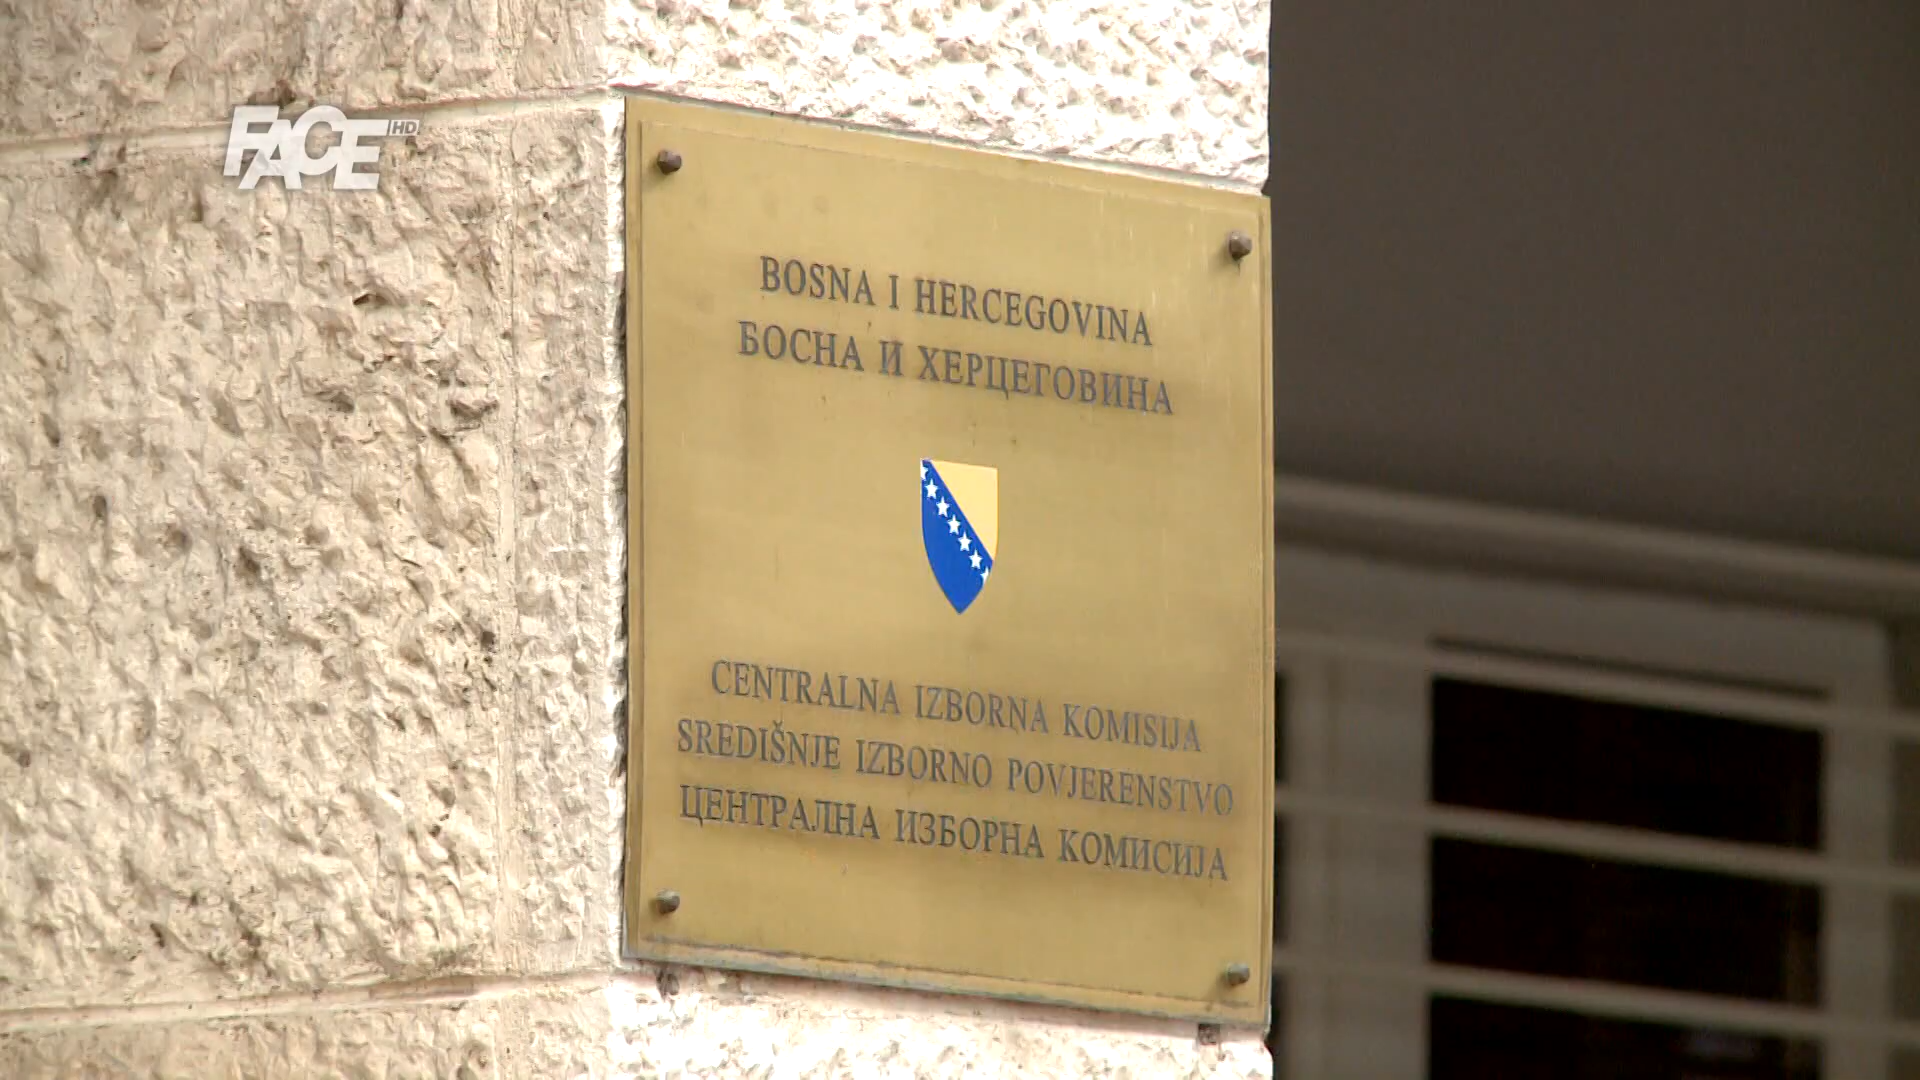 FACE HD
BOSNA I HERCEGOVINA
БОСНА И ХЕРЦЕГОВИНА
CENTRALNA IZBORNA KOMISIJA
SREDIŠNJE IZBORNO POVJERENSTVO
ЦЕНТРАЛНА ИЗБОРНА КОМИСИЈА